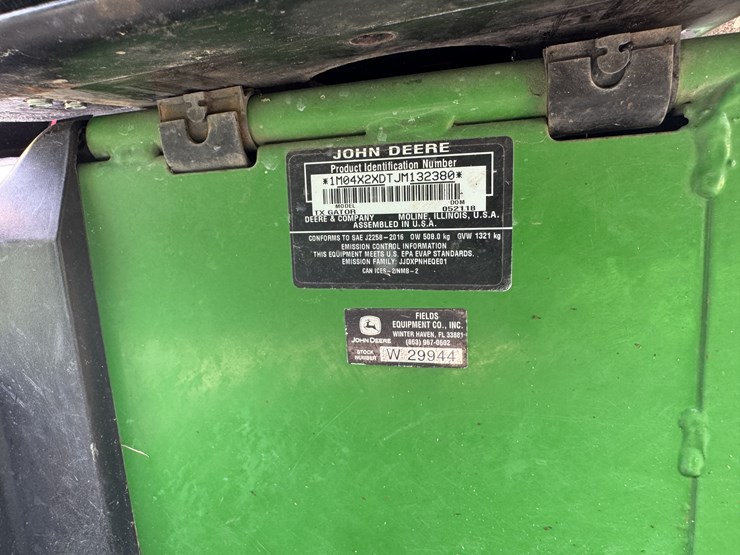 JOHN DEERE
Product Identification Number
*1M04X2XDTJM132380*
MODEL DOM
TX GATOR 052118
DEERE & COMPANY MOLINE, ILLINOIS, U.S.A.
ASSEMBLED IN U.S.A.
CONFORMS TO SAE J2258-2016 OW 508.0 kg GVW 1321 kg
EMISSION CONTROL INFORMATION
THIS EQUIPMENT MEETS U.S. EPA EVAP STANDARDS.
EMISSION FAMILY: JJDXPNHEQE01
CAN ICES-2/NMB-2
FIELDS
EQUIPMENT CO., INC.
WINTER HAVEN, FL 33881
JOHN DEERE (863) 967-0602
STOCK NUMBER W 29944